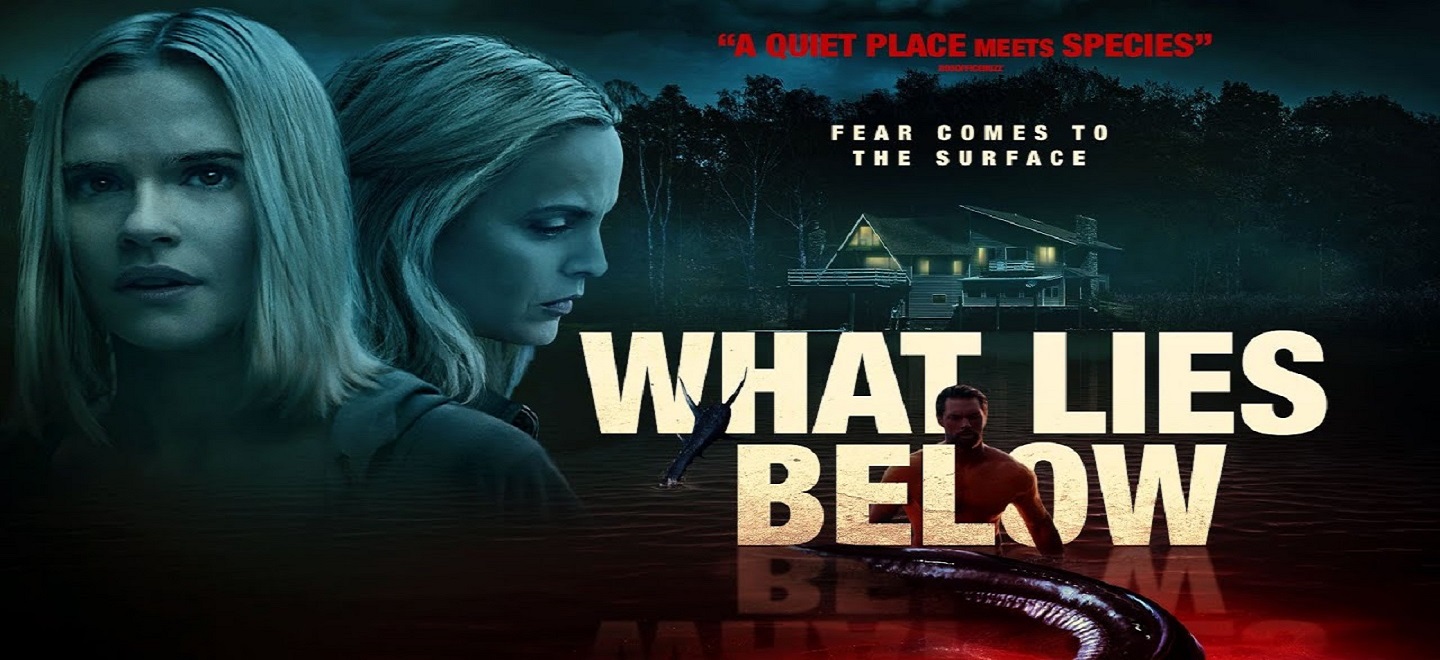 “A QUIET PLACE MEETS SPECIES”
FEAR COMES TO
THE SURFACE
WHAT LIES
BELOW